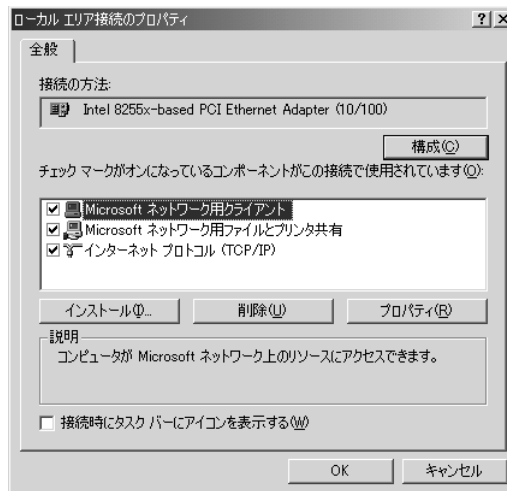 ローカル エリア接続のプロパティ
全般
接続の方法:
Intel 8255x-based PCI Ethernet Adapter (10/100)
構成(C)
チェック マークがオンになっているコンポーネントがこの接続で使用されています(O):
Microsoft ネットワーク用クライアント
Microsoft ネットワーク用ファイルとプリンタ共有
インターネット プロトコル (TCP/IP)
インストール(I)...
削除(U)
プロパティ(R)
説明
コンピュータが Microsoft ネットワーク上のリソースにアクセスできます。
接続時にタスク バーにアイコンを表示する(W)
OK
キャンセル